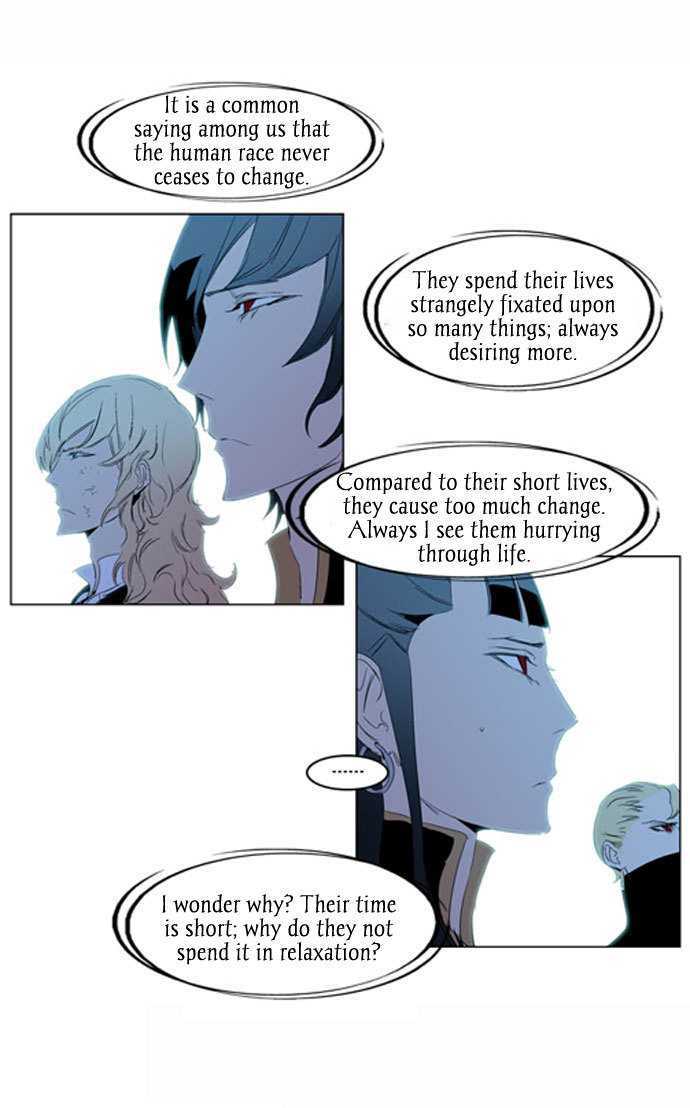 It is a common
saying among us that
the human race never
ceases to change.
They spend their lives
strangely fixated upon
so many things; always
desiring more.
Compared to their short lives,
they cause too much change.
Always I see them hurrying
through life.
------
I wonder why? Their time
is short; why do they not
spend it in relaxation?